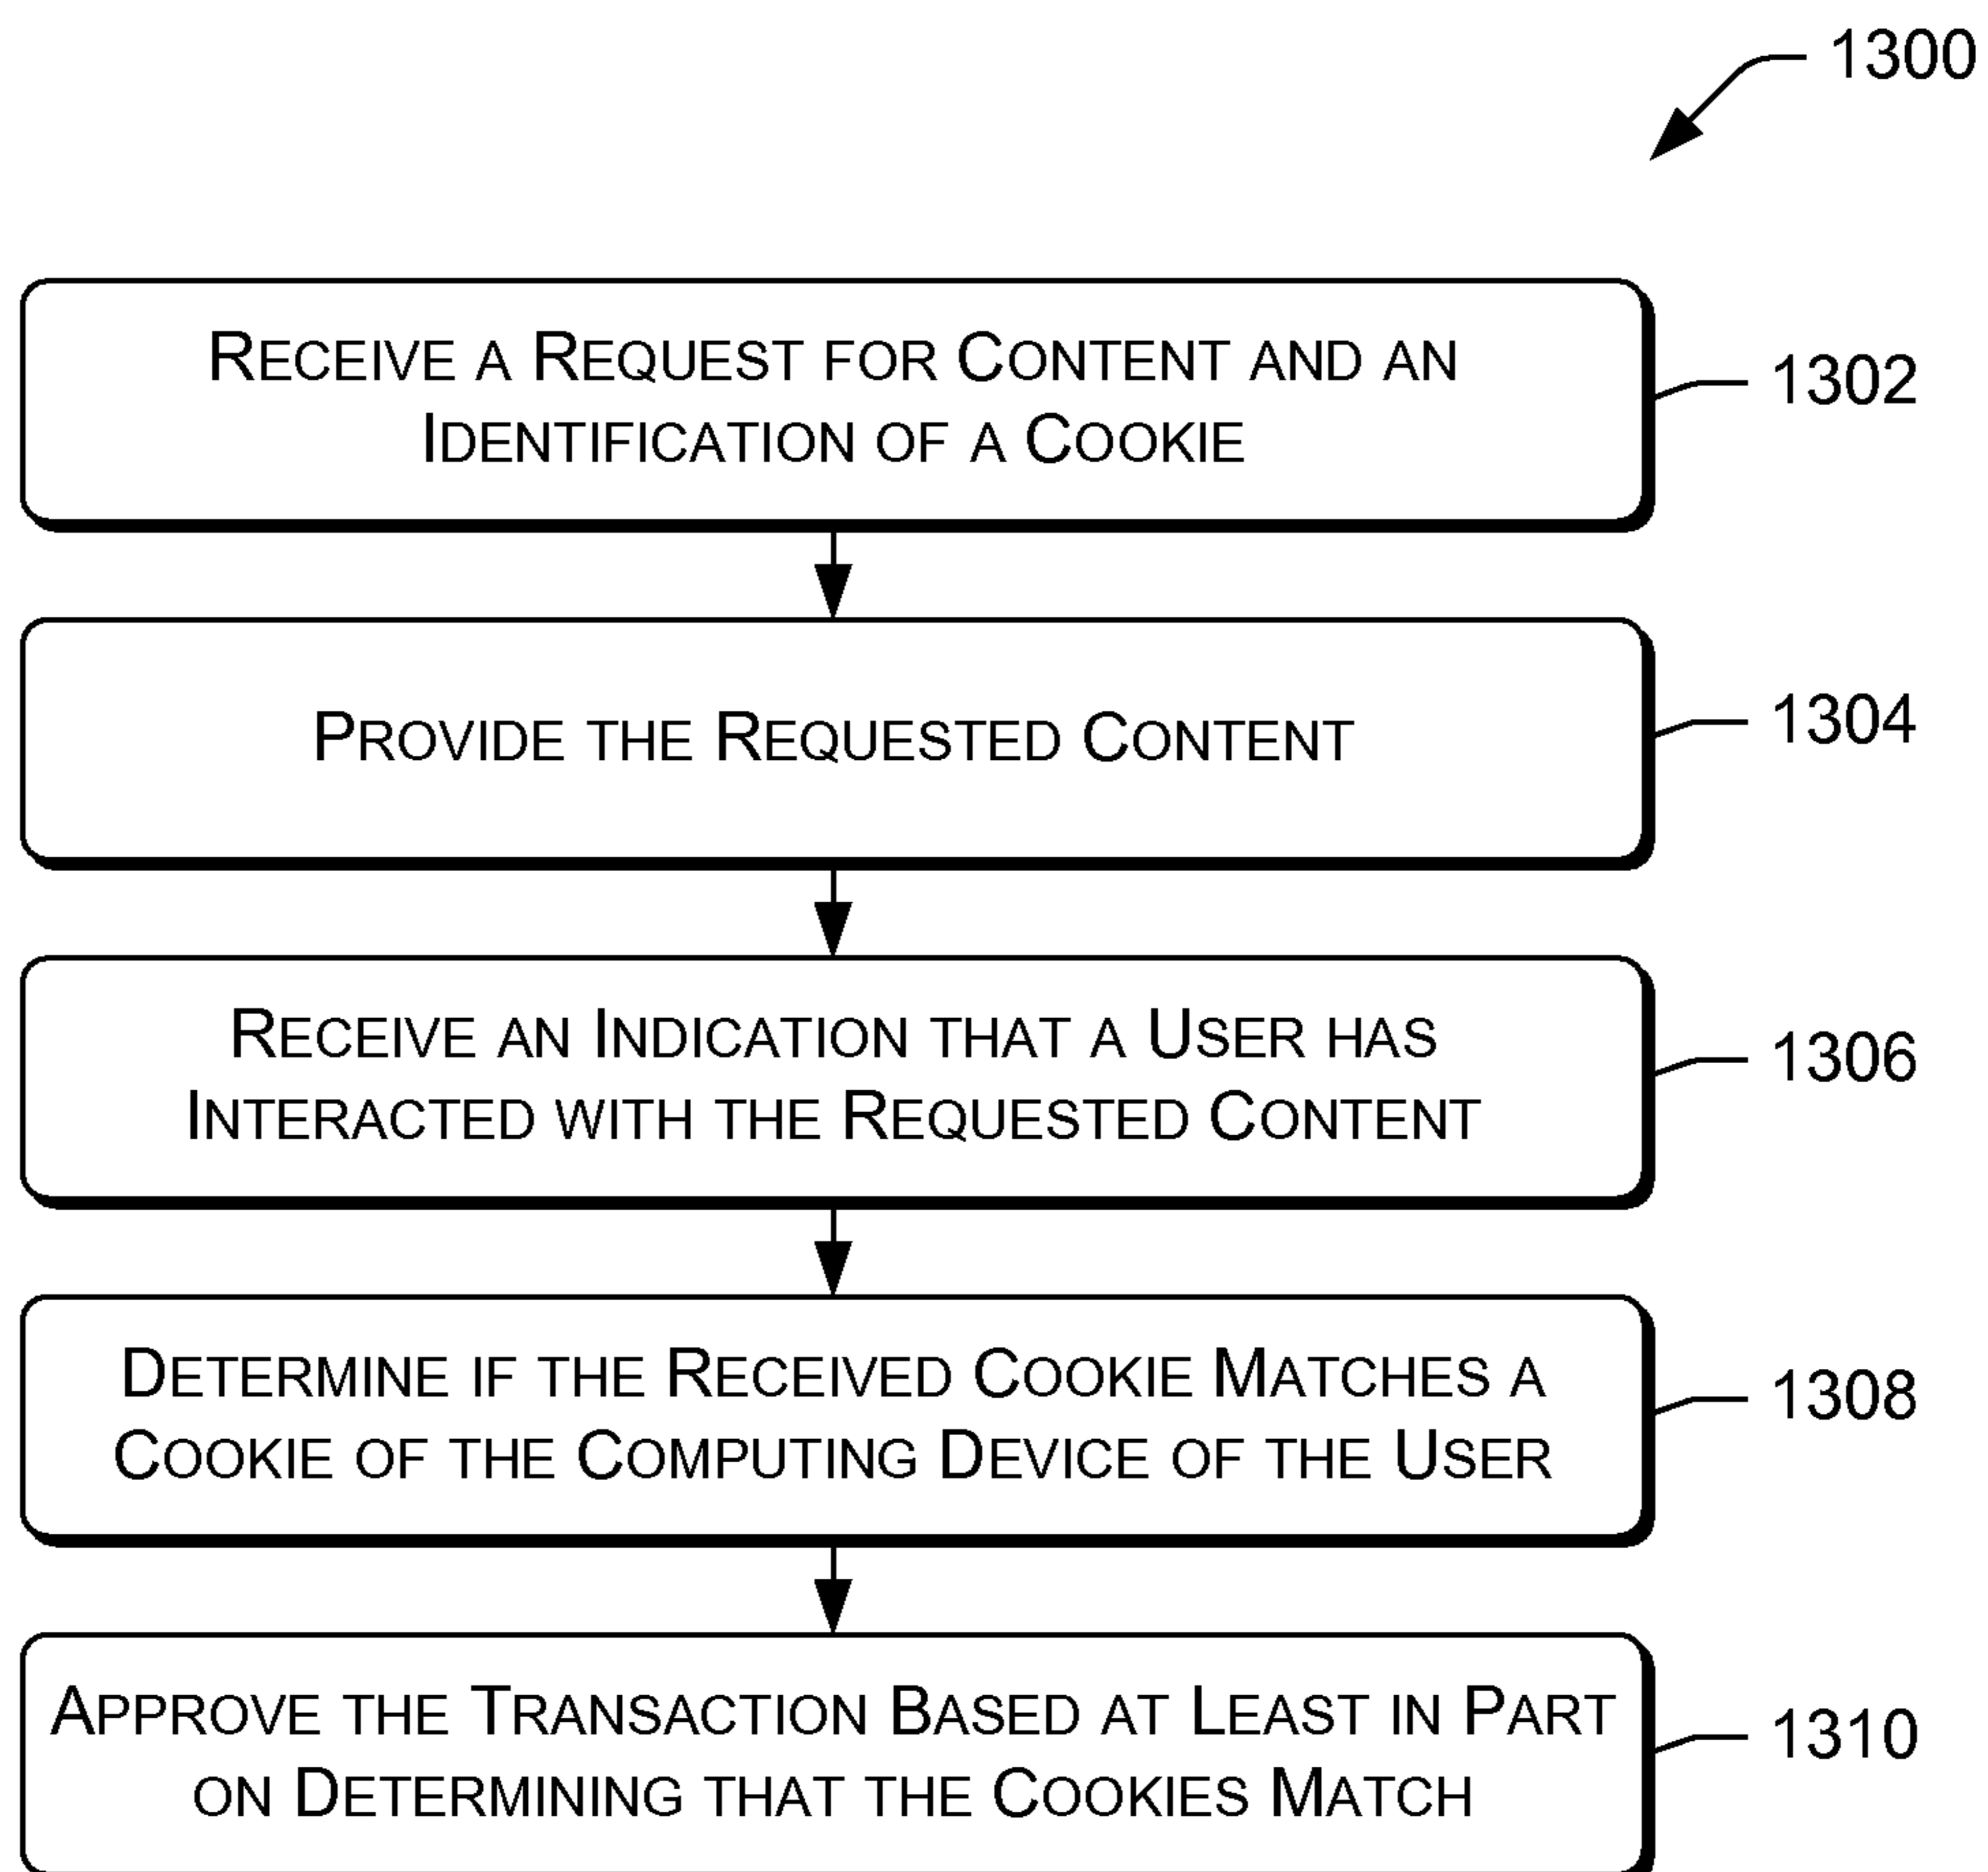 1300
Receive a Request for Content and an
Identification of a Cookie
1302
Provide the Requested Content
1304
Receive an Indication that a User has
Interacted with the Requested Content
1306
Determine if the Received Cookie Matches a
Cookie of the Computing Device of the User
1308
Approve the Transaction Based at Least in Part
on Determining that the Cookies Match
1310